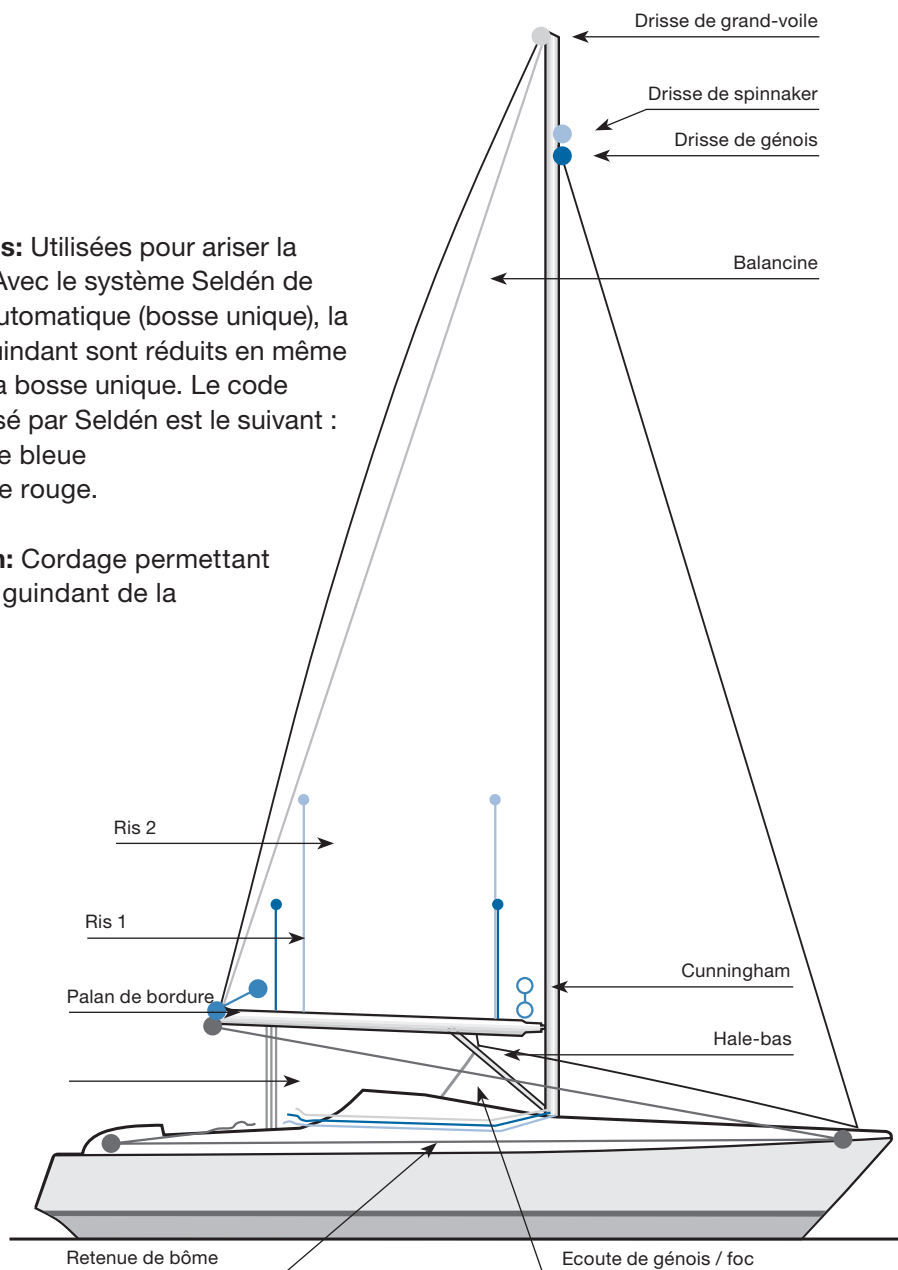 Drisse de grand-voile
Drisse de spinnaker
Drisse de génois
s: Utilisées pour ariser la
Avec le système Seldén de
utomatique (bosse unique), la
uindant sont réduits en même
a bosse unique. Le code
sé par Seldén est le suivant :
e bleue
e rouge.
Balancine
n: Cordage permettant
guindant de la
Ris 2
Ris 1
Cunningham
Palan de bordure
Hale-bas
Retenue de bôme
Ecoute de génois / foc